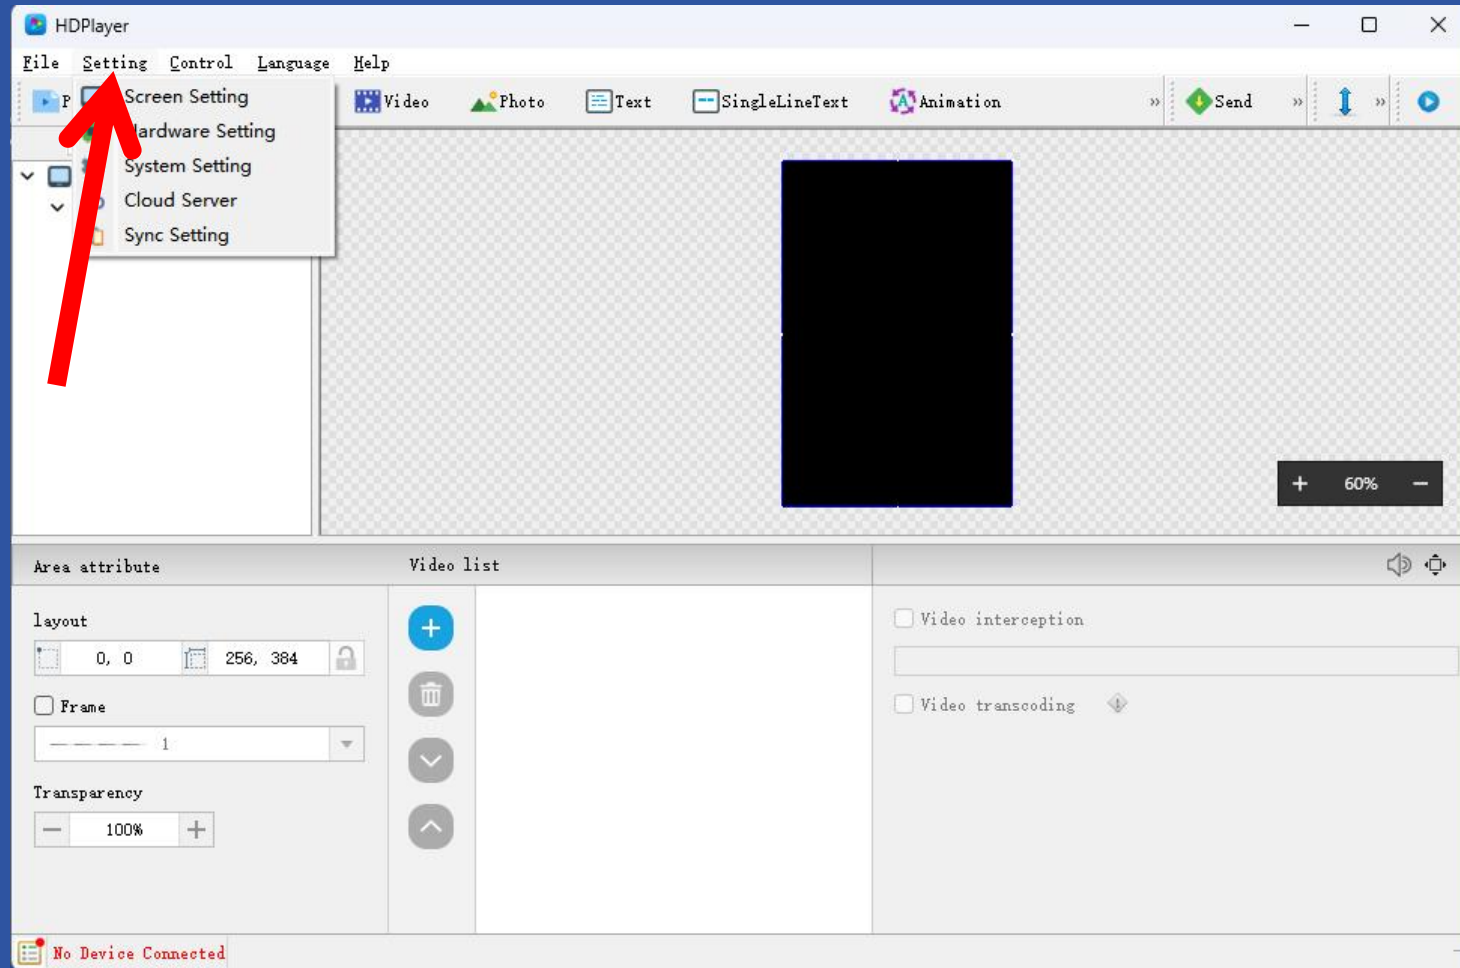 HDPlayer
File Setting Control Language Help
P Video Photo Text SingleLineText Animation » Send » »
Screen Setting
Hardware Setting
System Setting
Cloud Server
Sync Setting
+ 60% −
Area attribute
Video list
layout
0, 0 256, 384
Frame
1
Transparency
− 100% +
Video interception
Video transcoding
No Device Connected